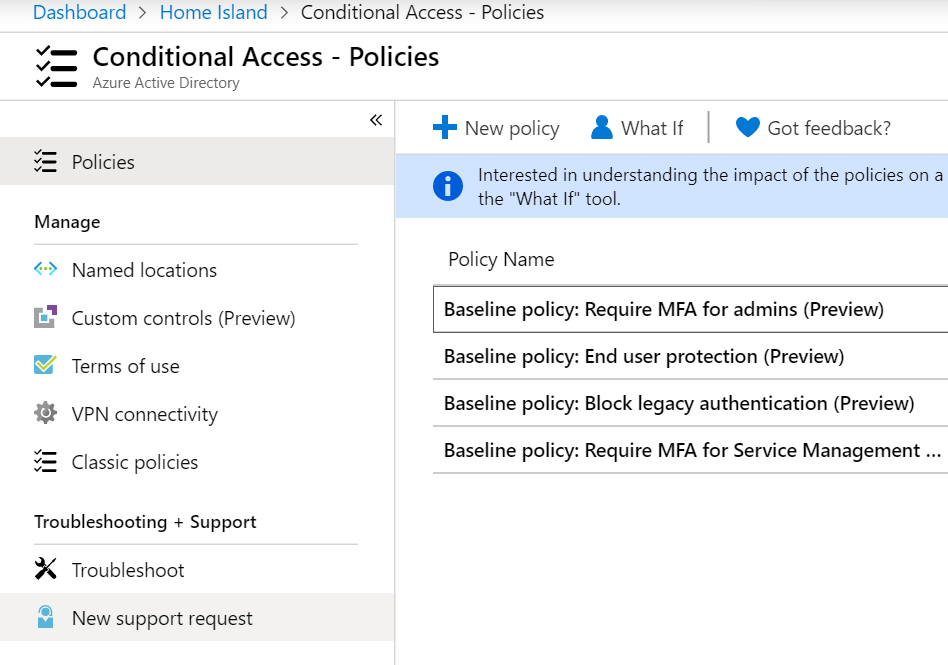 Dashboard > Home Island > Conditional Access - Policies
Conditional Access - Policies
Azure Active Directory
«
Policies
Manage
Named locations
Custom controls (Preview)
Terms of use
VPN connectivity
Classic policies
Troubleshooting + Support
Troubleshoot
New support request
New policy What If Got feedback?
Interested in understanding the impact of the policies on a
the "What If" tool.
Policy Name
Baseline policy: Require MFA for admins (Preview)
Baseline policy: End user protection (Preview)
Baseline policy: Block legacy authentication (Preview)
Baseline policy: Require MFA for Service Management ...